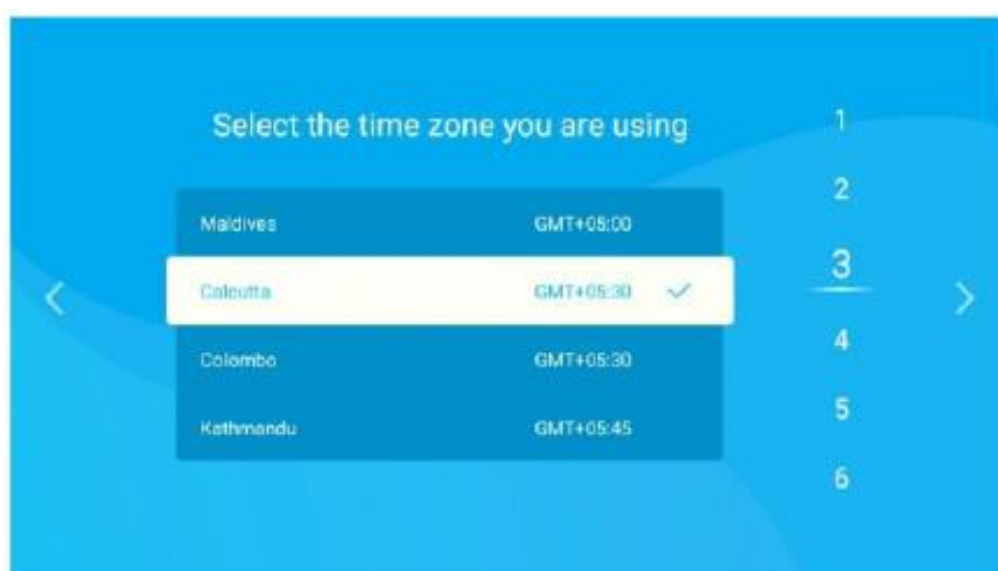 Select the time zone you are using
Maldives GMT+05:00
Calcutta GMT+05:30
Colombo GMT+05:30
Kathmandu GMT+05:45
1
2
3
4
5
6